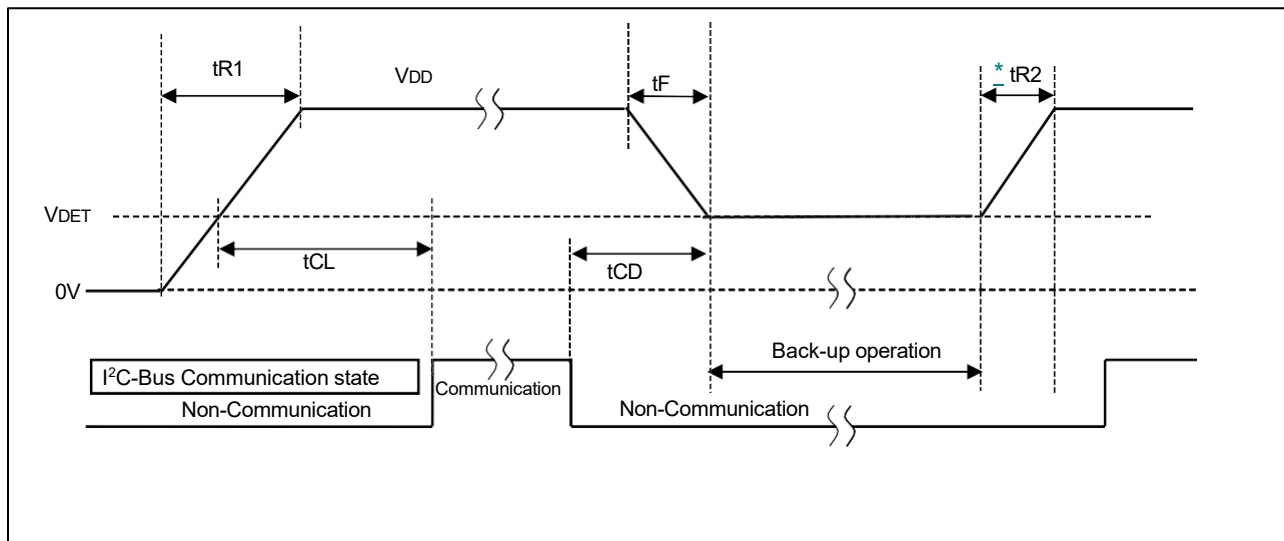 tR1
VDD
tF
* tR2
VDET
tCL
tCD
0V
Back-up operation
I²C-Bus Communication state
Communication
Non-Communication
Non-Communication